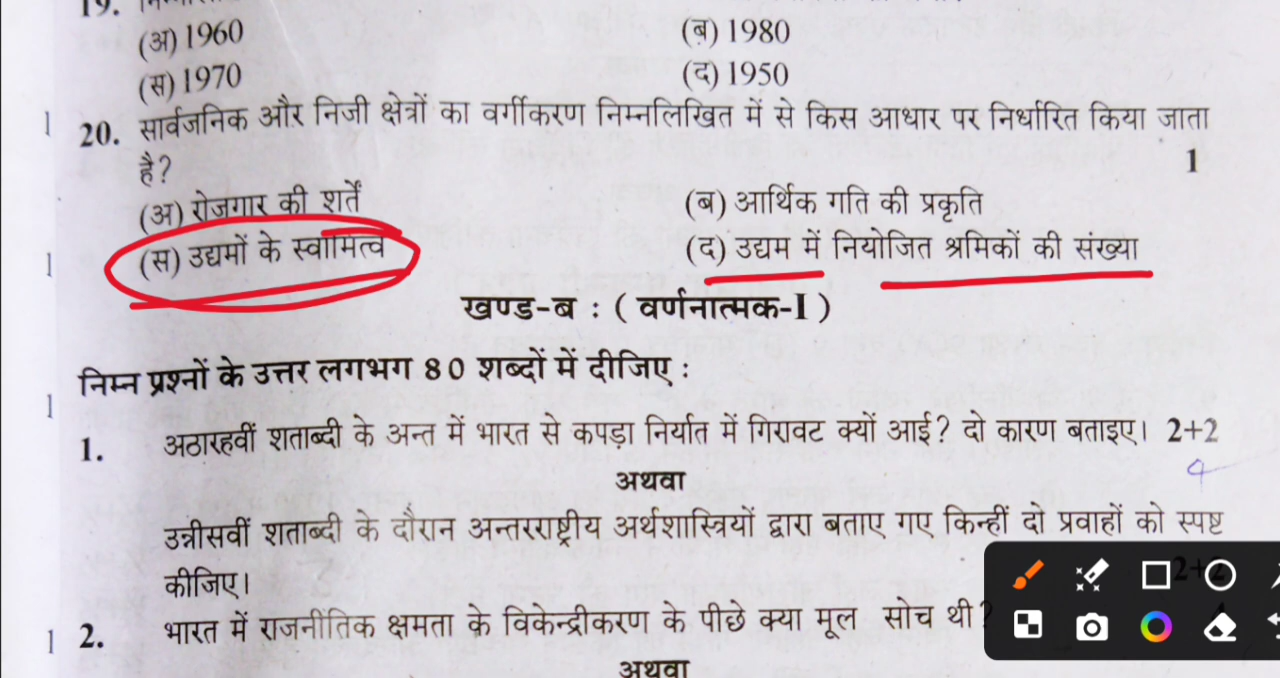 19.
(अ) 1960
(ब) 1980
(स) 1970
(द) 1950
1
20. सार्वजनिक और निजी क्षेत्रों का वर्गीकरण निम्नलिखित में से किस आधार पर निर्धारित किया जाता
है?
1
(अ) रोजगार की शर्तें
(ब) आर्थिक गति की प्रकृति
1
(स) उद्यमों के स्वामित्व
(द) उद्यम में नियोजित श्रमिकों की संख्या
खण्ड-ब : ( वर्णनात्मक-I )
निम्न प्रश्नों के उत्तर लगभग 80 शब्दों में दीजिए :
1
1. अठारहवीं शताब्दी के अन्त में भारत से कपड़ा निर्यात में गिरावट क्यों आई? दो कारण बताइए। 2+2
अथवा
उन्नीसवीं शताब्दी के दौरान अन्तरराष्ट्रीय अर्थशास्त्रियों द्वारा बताए गए किन्हीं दो प्रवाहों को स्पष्ट
कीजिए।
2+2
1
2. भारत में राजनीतिक क्षमता के विकेन्द्रीकरण के पीछे क्या मूल सोच थी?
अथवा